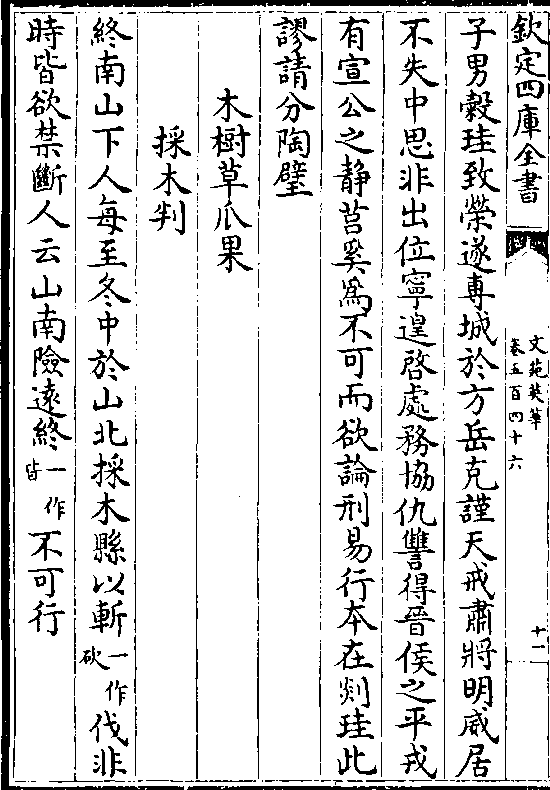 欽定四庫全書
文苑英華
卷五百四十六
十一
子男穀珪致榮遂專城於方岳克謹天戒肅將明威居
不失中思非出位寧遑啓處務協仇讐得晉侯之平戎
有宣公之静莒奚為不可而欲論刑易行本在剡珪此
謬請分陶璧
木樹草爪果
採木判
終南山下人每至冬中於山北採木縣以斬一作砍伐非
時皆欲禁斷人云山南險遠終一作皆不可行